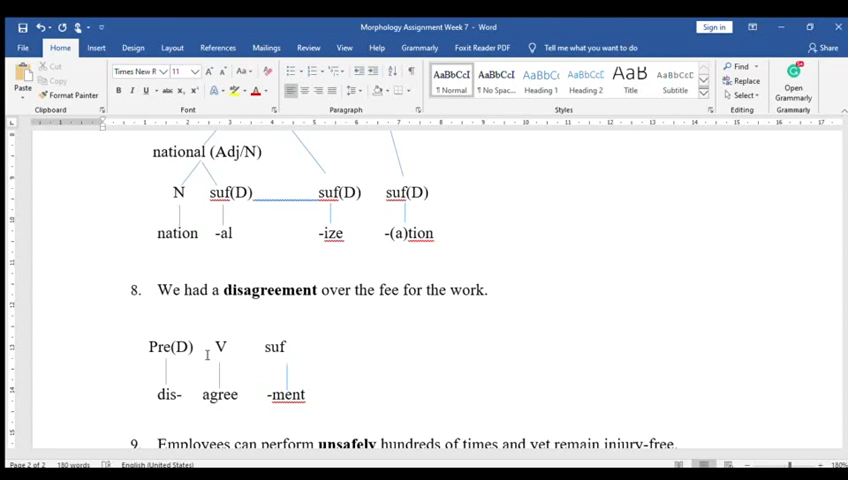 Morphology Assignment Week 7 - Word
Sign in
File Home Insert Design Layout References Mailings Review View Help Grammarly Foxit Reader PDF Tell me what you want to do Share
Paste
Cut
Copy
Format Painter
Clipboard
Times New R 11
Font
Paragraph
AaBbCcI AaBbCcI AaBbCcI AaBbCcI AaB AaBbCcI
¶ Normal ¶ No Spac... Heading 1 Heading 2 Title Subtitle
Styles
Find
Replace
Select
Editing
Open Grammarly
Grammarly
national (Adj/N)
N suf(D) suf(D) suf(D)
nation -al -ize -(a)tion
8. We had a disagreement over the fee for the work.
Pre(D) V suf
dis- agree -ment
9. Employees can perform unsafely hundreds of times and yet remain injury-free.
Page 2 of 2 180 words English (United States) 180%